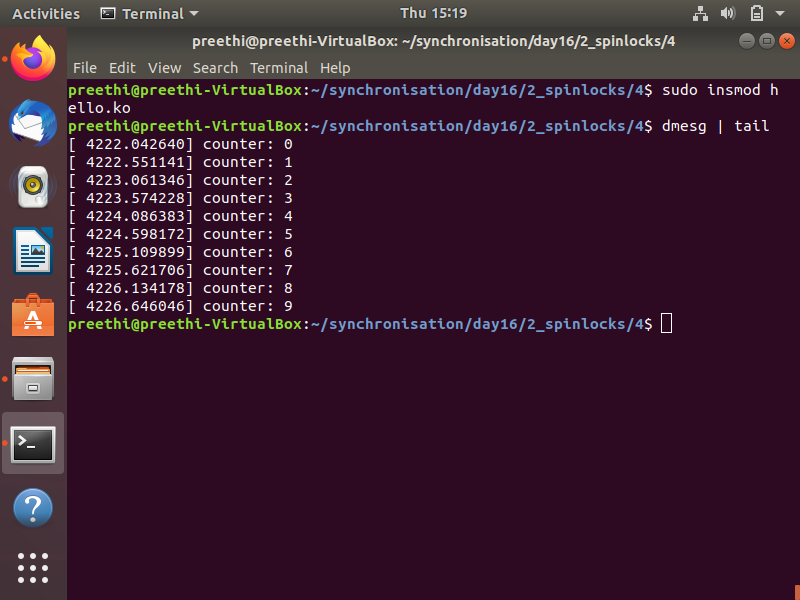 Activities Terminal Thu 15:19
preethi@preethi-VirtualBox: ~/synchronisation/day16/2_spinlocks/4
File Edit View Search Terminal Help
preethi@preethi-VirtualBox:~/synchronisation/day16/2_spinlocks/4$ sudo insmod h
ello.ko
preethi@preethi-VirtualBox:~/synchronisation/day16/2_spinlocks/4$ dmesg | tail
[ 4222.042640] counter: 0
[ 4222.551141] counter: 1
[ 4223.061346] counter: 2
[ 4223.574228] counter: 3
[ 4224.086383] counter: 4
[ 4224.598172] counter: 5
[ 4225.109899] counter: 6
[ 4225.621706] counter: 7
[ 4226.134178] counter: 8
[ 4226.646046] counter: 9
preethi@preethi-VirtualBox:~/synchronisation/day16/2_spinlocks/4$